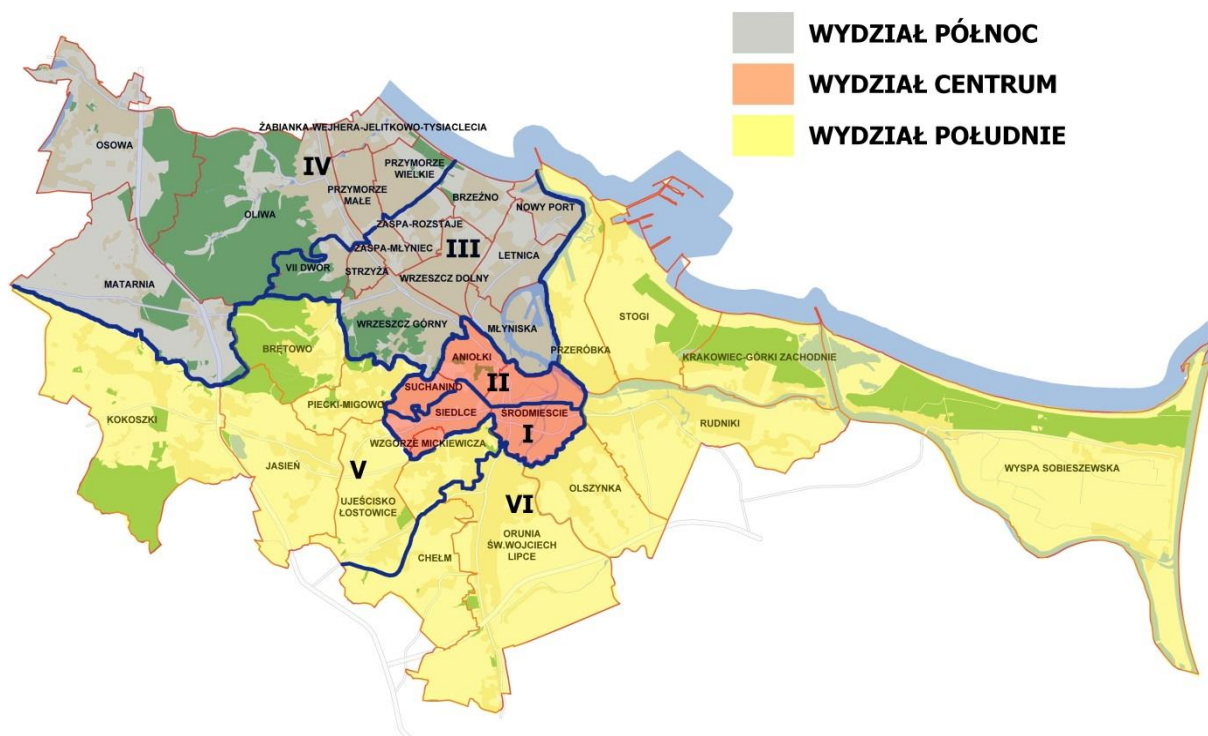 WYDZIAŁ PÓŁNOC
WYDZIAŁ CENTRUM
WYDZIAŁ POŁUDNIE
ŻABIANKA-WEJHERA-JELITKOWO-TYSIACLECIA
OSOWA
IV
PRZYMORZE
WIELKIE
PRZYMORZE
MAŁE
BRZEŹNO
NOWY PORT
OLIWA
ZASPA-ROZSTAJE
ZASPA-MŁYNIEC
III
LETNICA
VII DWÓR
STRZYŻA
WRZESZCZ DOLNY
MATARNIA
STOGI
WRZESZCZ GÓRNY
MŁYNISKA
BRĘTOWO
ANIOŁKI
PRZERÓBKA
KRAKOWIEC-GÓRKI ZACHODNIE
II
SUCHANINO
PIECKI-MIGOWO
SIEDLCE
ŚRODMIEŚCIE
KOKOSZKI
RUDNIKI
I
WZGÓRZE MICKIEWICZA
JASIEŃ
V
WYSPA SOBIESZEWSKA
OLSZYNKA
UJEŚCISKO
ŁOSTOWICE
VI
ORUNIA
ŚW.WOJCIECH
LIPCE
CHEŁM